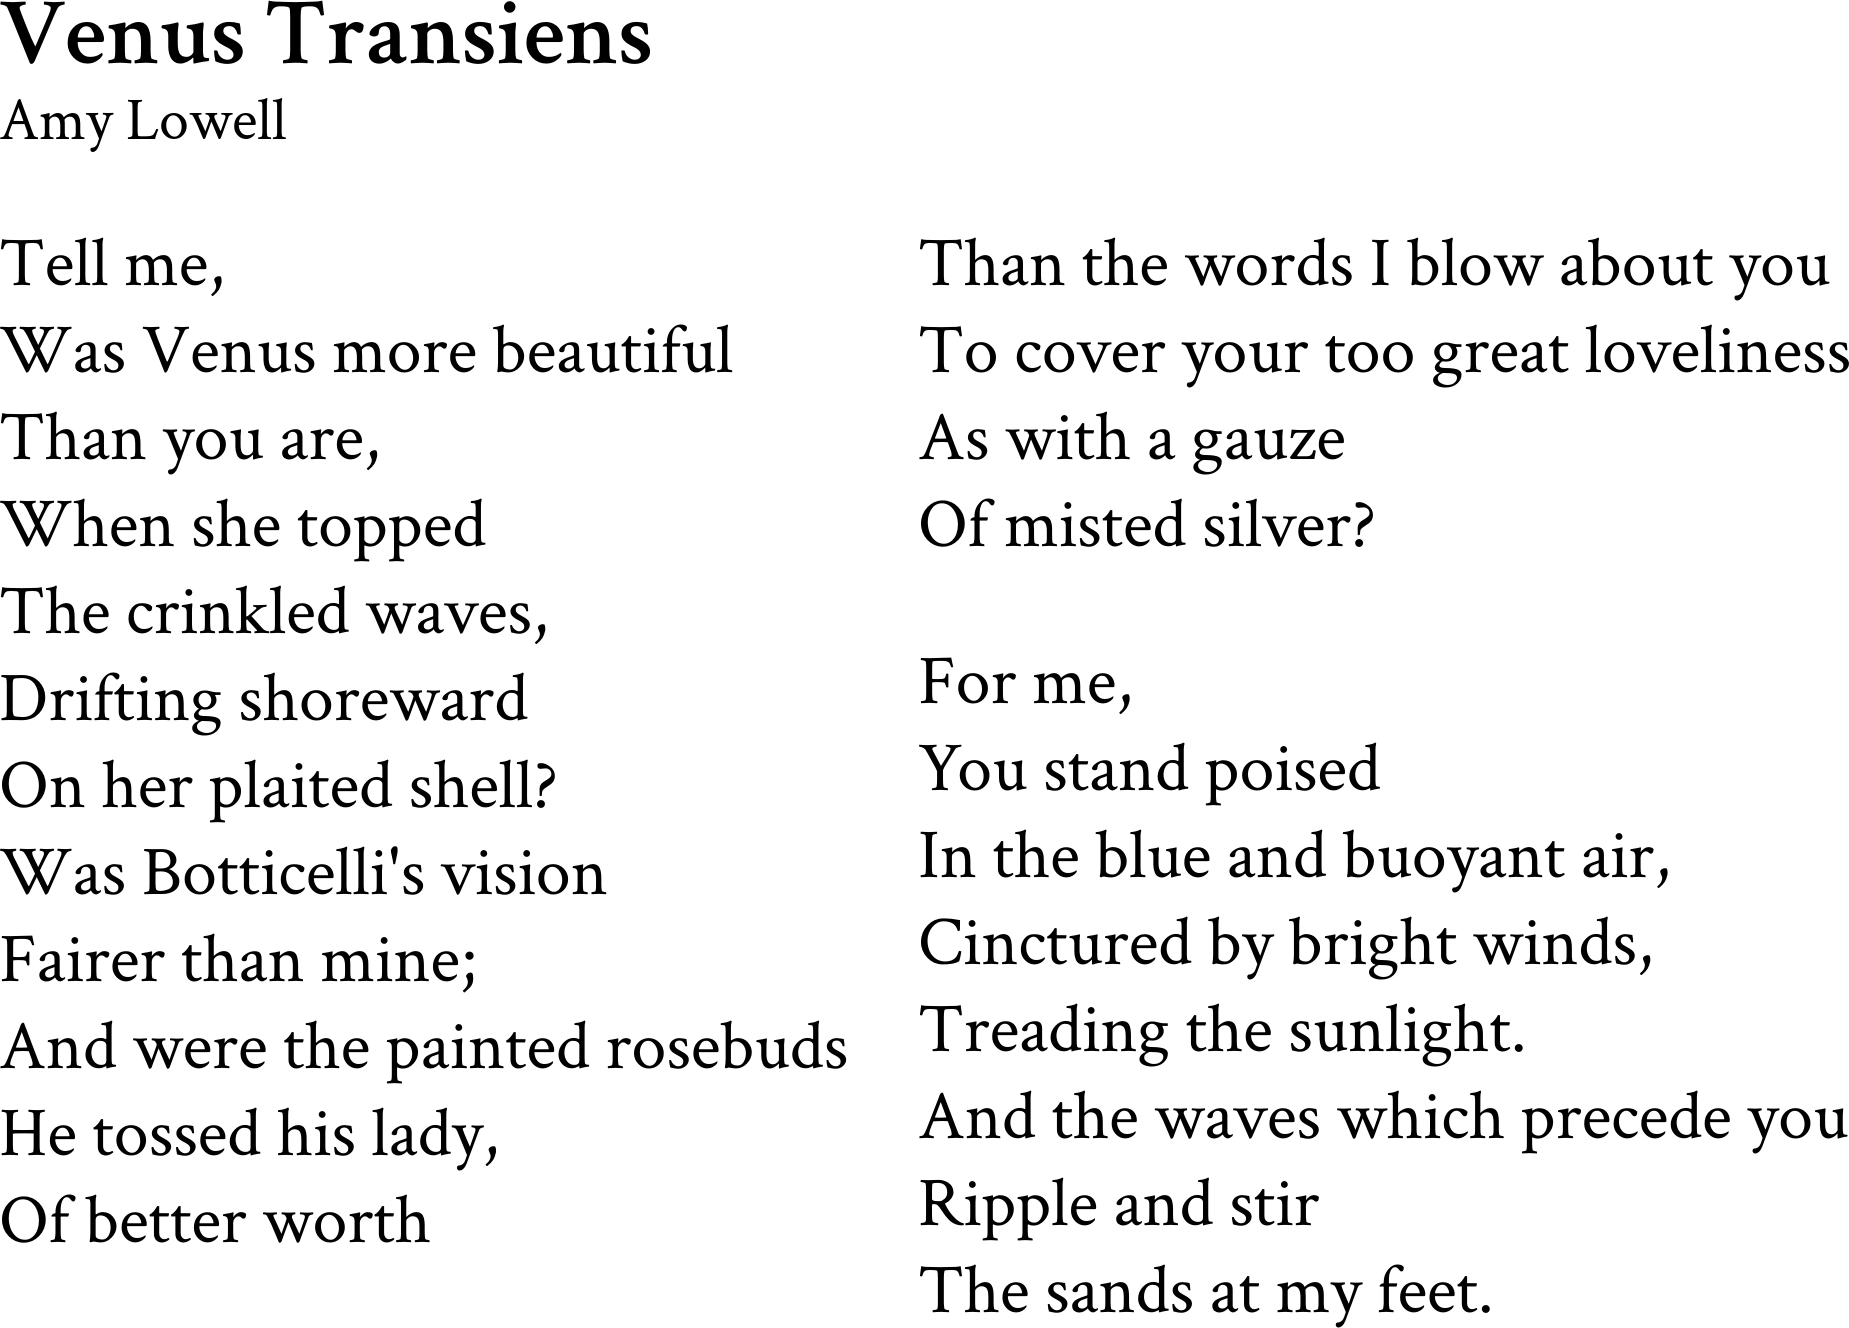 Venus Transiens
Amy Lowell
Tell me,
Was Venus more beautiful
Than you are,
When she topped
The crinkled waves,
Drifting shoreward
On her plaited shell?
Was Botticelli's vision
Fairer than mine;
And were the painted rosebuds
He tossed his lady,
Of better worth
Than the words I blow about you
To cover your too great loveliness
As with a gauze
Of misted silver?
For me,
You stand poised
In the blue and buoyant air,
Cinctured by bright winds,
Treading the sunlight.
And the waves which precede you
Ripple and stir
The sands at my feet.